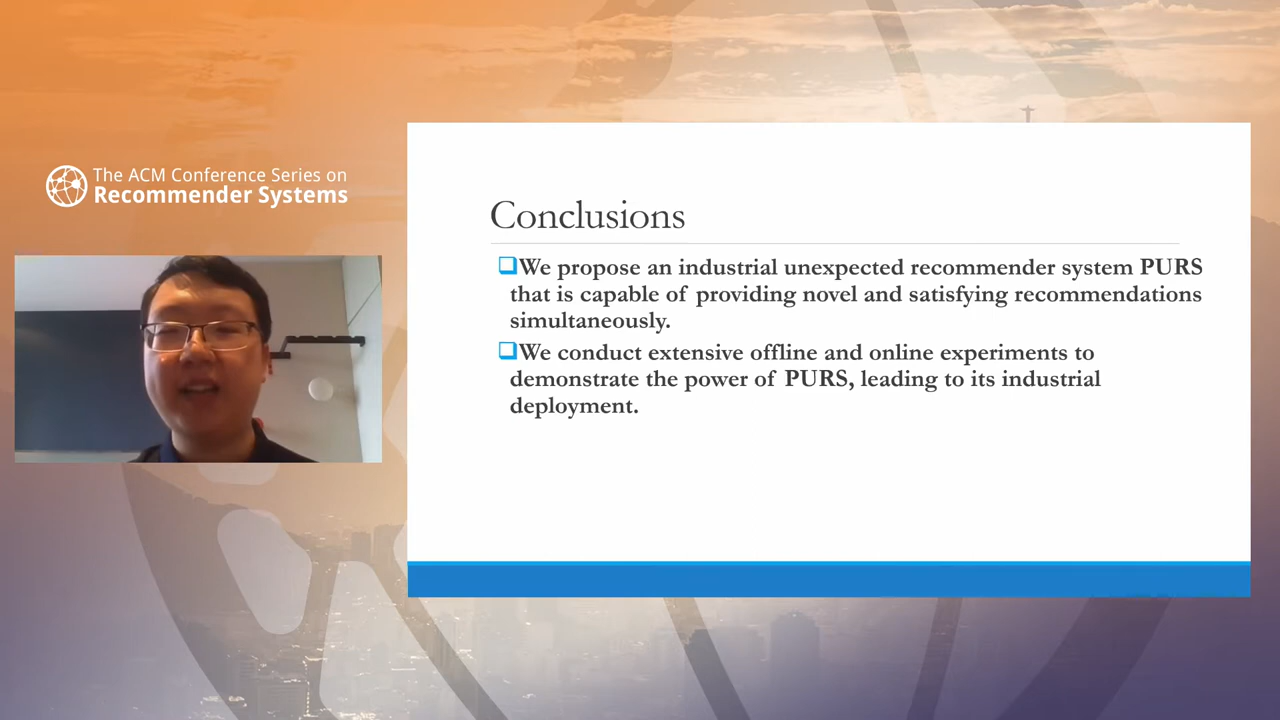 The ACM Conference Series on
Recommender Systems
Conclusions
We propose an industrial unexpected recommender system PURS
that is capable of providing novel and satisfying recommendations
simultaneously.
We conduct extensive offline and online experiments to
demonstrate the power of PURS, leading to its industrial
deployment.